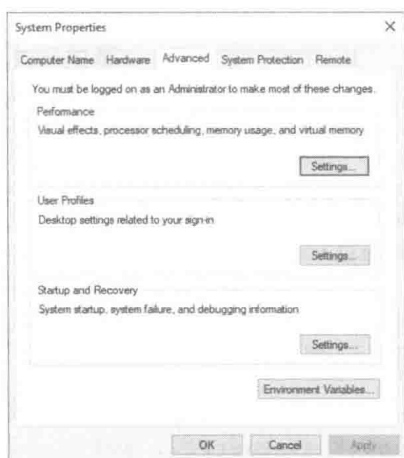 System Properties
Computer Name Hardware Advanced System Protection Remote
You must be logged on as an Administrator to make most of these changes.
Performance
Visual effects, processor scheduling, memory usage, and virtual memory
Settings...
User Profiles
Desktop settings related to your sign-in
Settings...
Startup and Recovery
System startup, system failure, and debugging information
Settings...
Environment Variables...
OK Cancel Apply